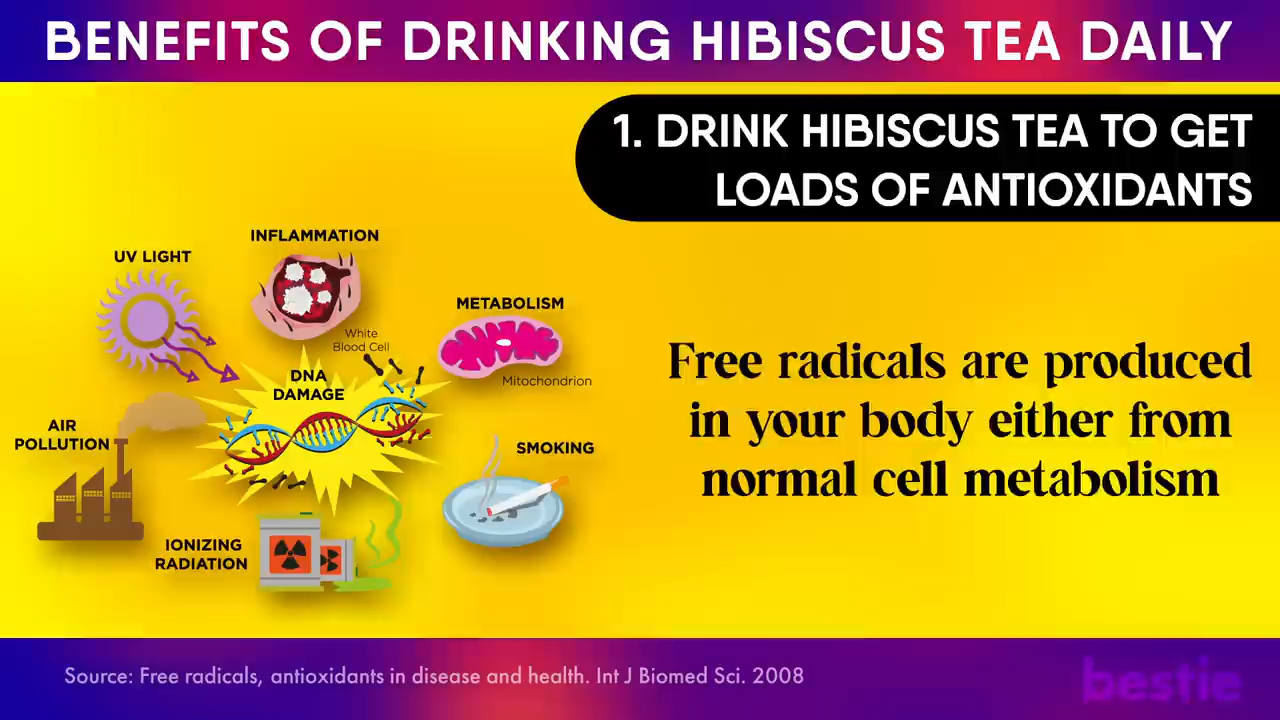 BENEFITS OF DRINKING HIBISCUS TEA DAILY
1. DRINK HIBISCUS TEA TO GET
LOADS OF ANTIOXIDANTS
INFLAMMATION
UV LIGHT
METABOLISM
White
Blood Cell
DNA
DAMAGE
Mitochondrion
AIR
POLLUTION
SMOKING
IONIZING
RADIATION
Free radicals are produced
in your body either from
normal cell metabolism
Source: Free radicals, antioxidants in disease and health. Int J Biomed Sci. 2008
bestie